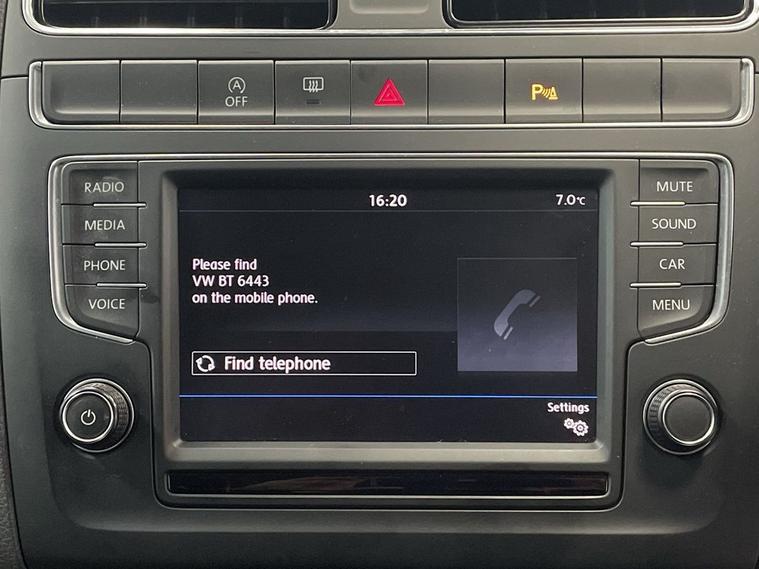 OFF
P
RADIO
MEDIA
PHONE
VOICE
16:20
7.0°C
Please find
VW BT 6443
on the mobile phone.
Find telephone
Settings
MUTE
SOUND
CAR
MENU